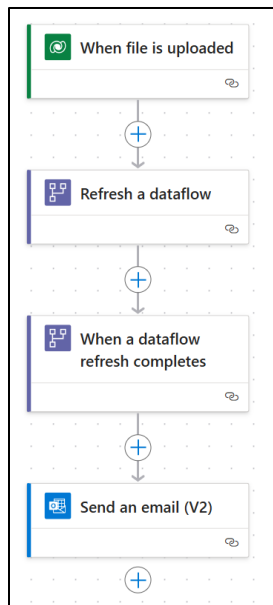 When file is uploaded
Refresh a dataflow
When a dataflow
refresh completes
Send an email (V2)